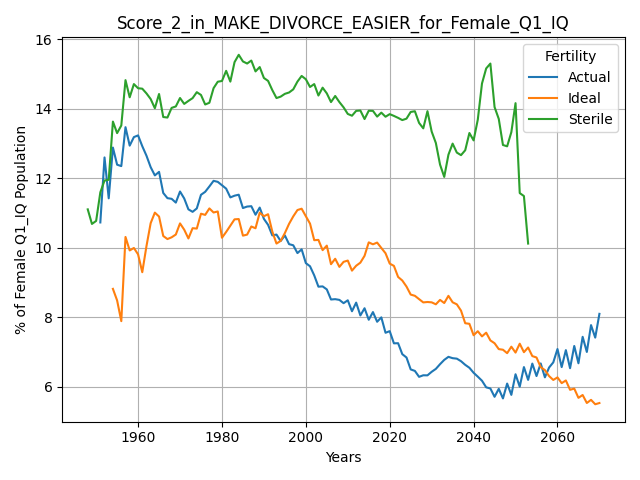 Score_2_in_MAKE_DIVORCE_EASIER_for_Female_Q1_IQ
% of Female Q1_IQ Population
16
14
12
10
8
6
Fertility
Actual
Ideal
Sterile
1960
1980
2000
2020
2040
2060
Years